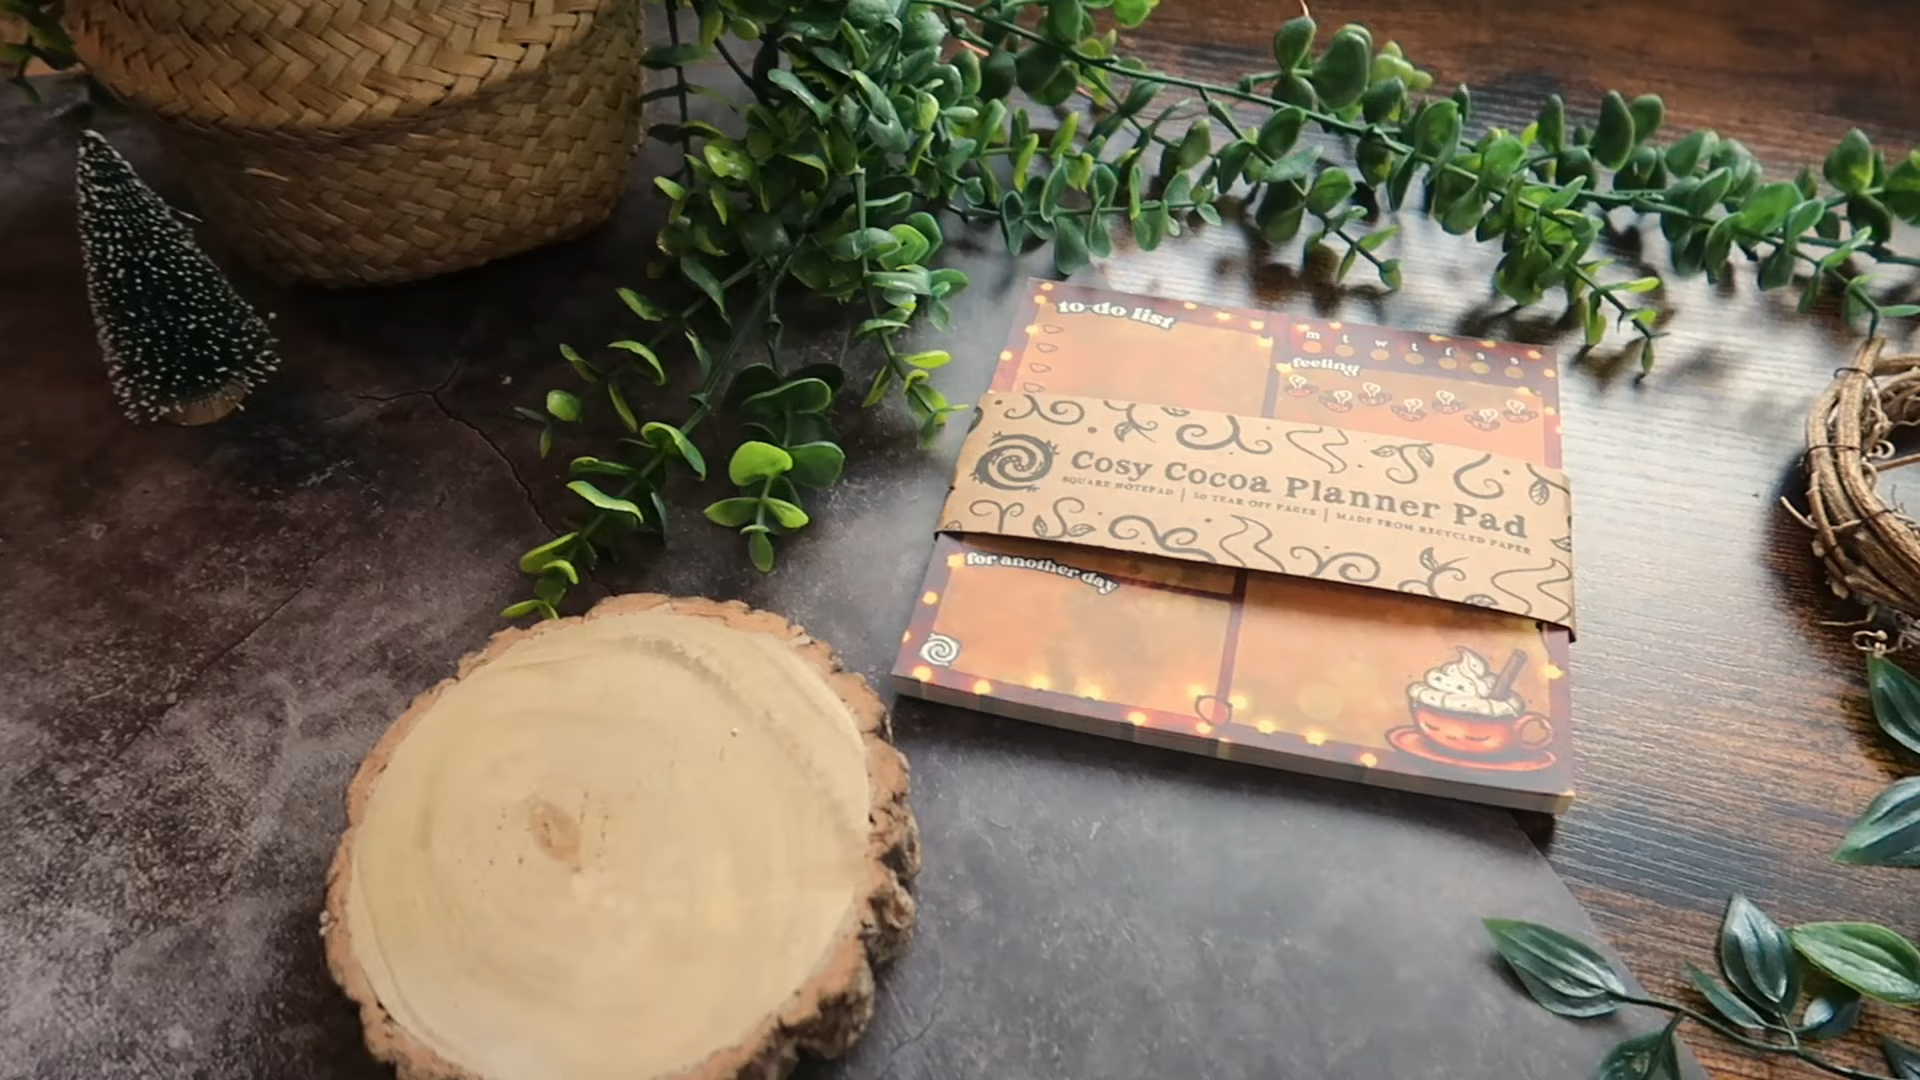 to-do list
m t w t f s s
feeling
Cosy Cocoa Planner Pad
SQUARE NOTEPAD | 50 TEAR OFF PAGES | MADE FROM RECYCLED PAPER
for another day